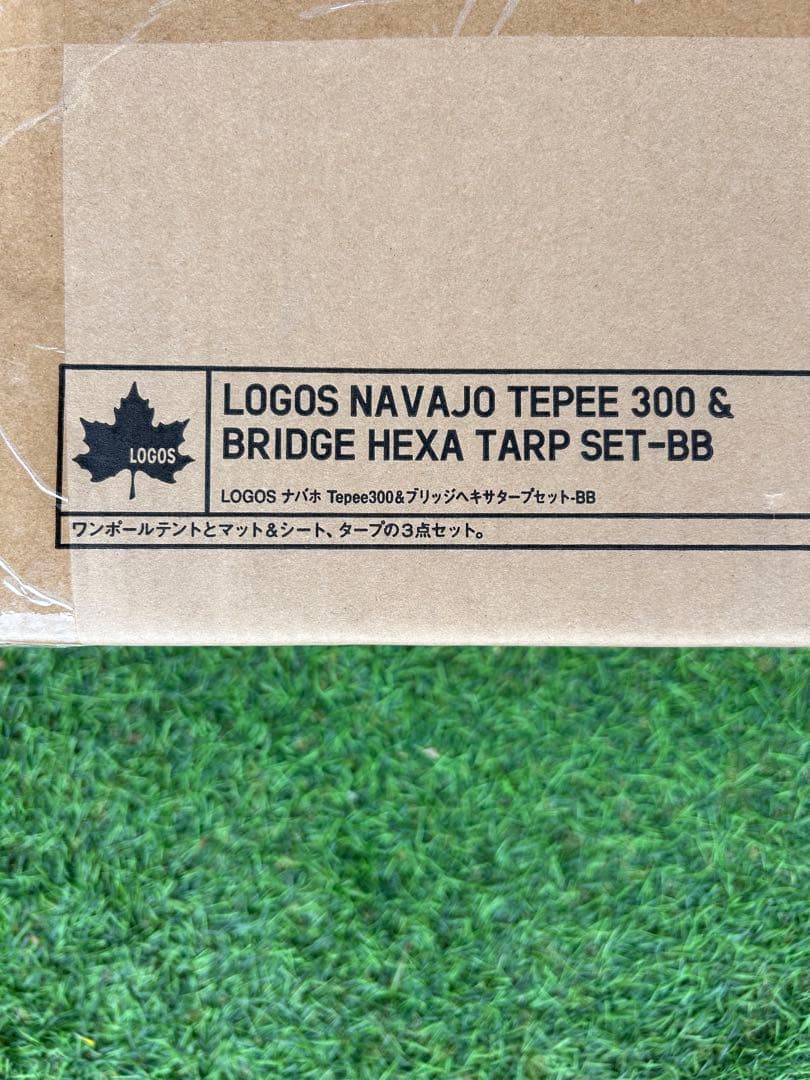 LOGOS
LOGOS NAVAJO TEPEE 300 &
BRIDGE HEXA TARP SET-BB
LOGOS ナバホ Tepee300&ブリッジヘキサタープセット-BB
ワンポールテントとマット&シート、タープの3点セット。